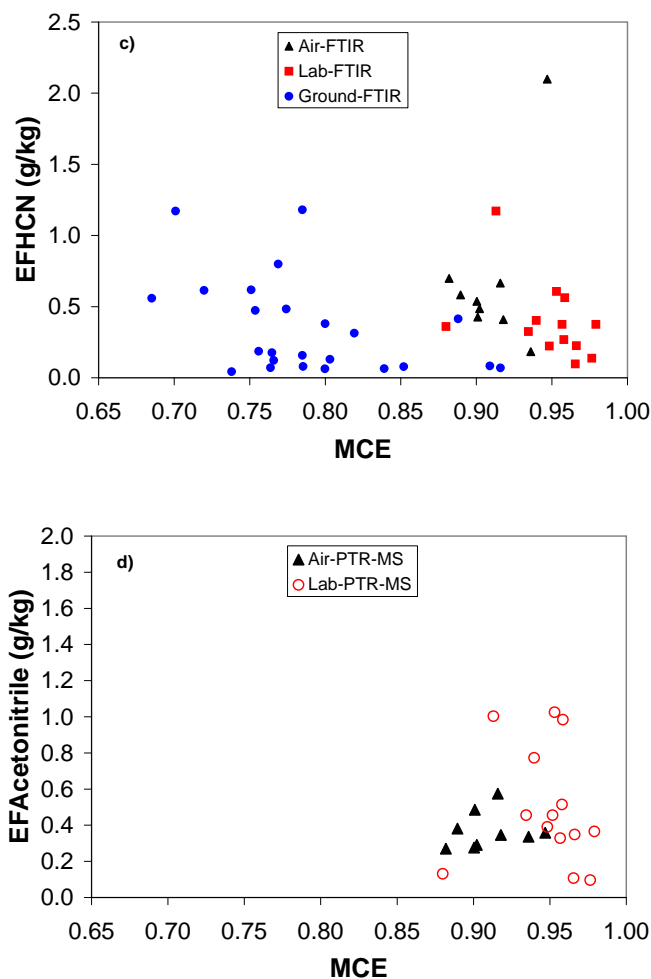 c)
Air-FTIR
Lab-FTIR
Ground-FTIR
2.5
2.0
1.5
1.0
0.5
0.0
EFHCN (g/kg)
0.65 0.70 0.75 0.80 0.85 0.90 0.95 1.00
MCE
d)
Air-PTR-MS
Lab-PTR-MS
2.0
1.8
1.6
1.4
1.2
1.0
0.8
0.6
0.4
0.2
0.0
EFAcetonitrile (g/kg)
0.65 0.70 0.75 0.80 0.85 0.90 0.95 1.00
MCE